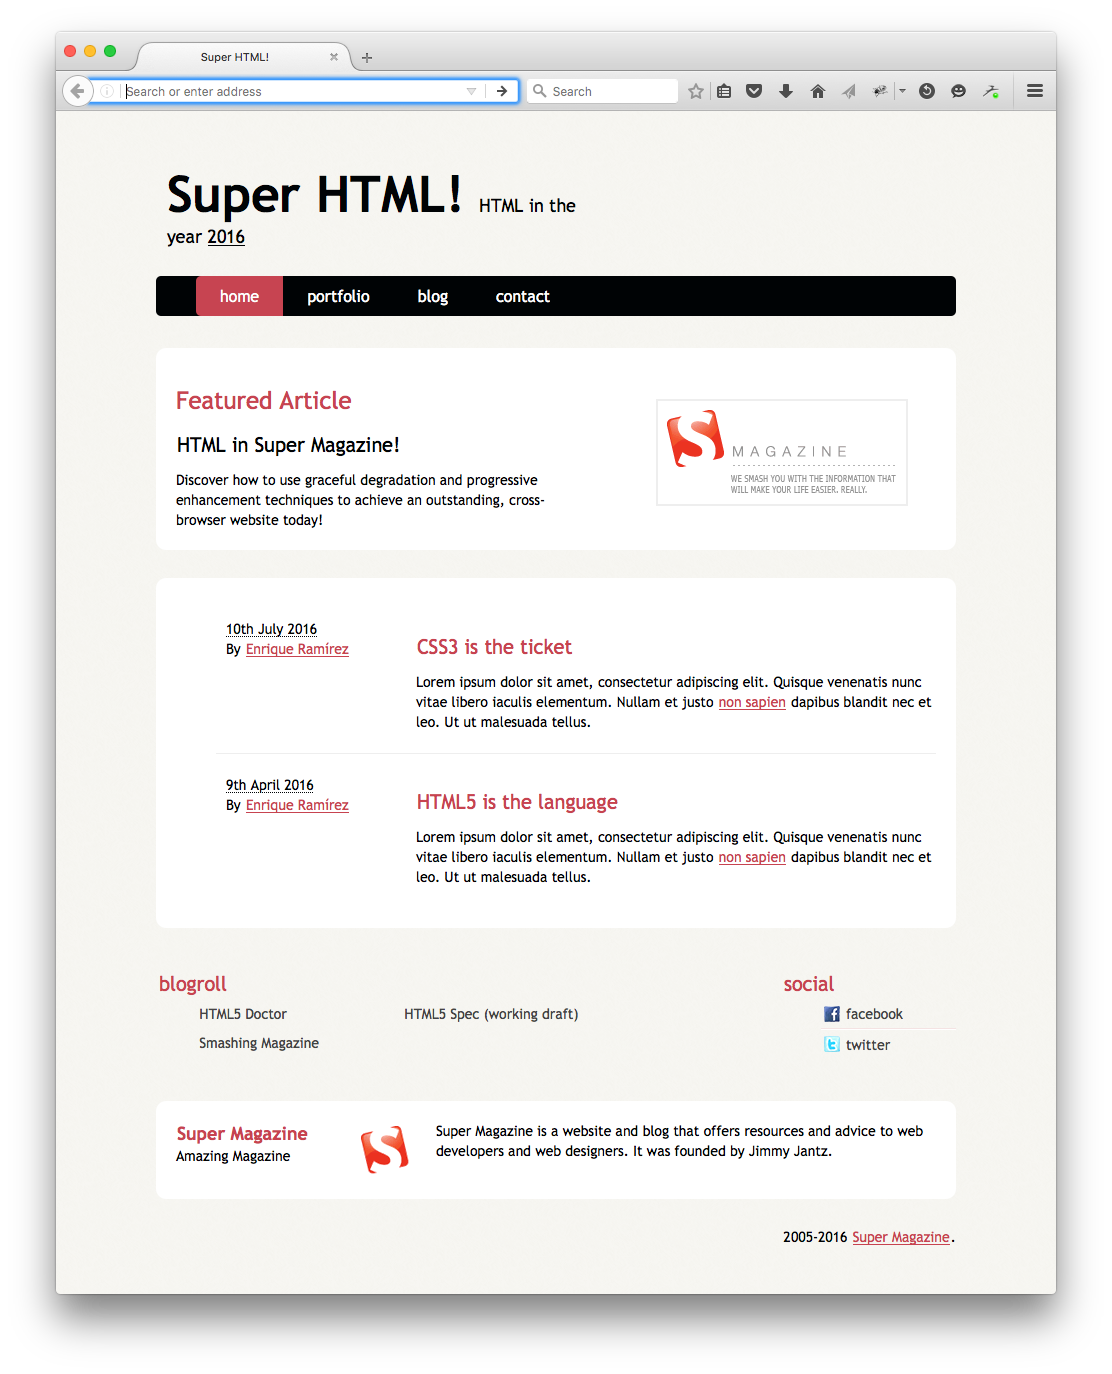 Super HTML!
Search or enter address
Search
Super HTML! HTML in the
year 2016
home portfolio blog contact
Featured Article
HTML in Super Magazine!
Discover how to use graceful degradation and progressive
enhancement techniques to achieve an outstanding, cross-
browser website today!
S MAGAZINE
WE SMASH YOU WITH THE INFORMATION THAT
WILL MAKE YOUR LIFE EASIER. REALLY.
10th July 2016
By Enrique Ramírez
CSS3 is the ticket
Lorem ipsum dolor sit amet, consectetur adipiscing elit. Quisque venenatis nunc
vitae libero iaculis elementum. Nullam et justo non sapien dapibus blandit nec et
leo. Ut ut malesuada tellus.
9th April 2016
By Enrique Ramírez
HTML5 is the language
Lorem ipsum dolor sit amet, consectetur adipiscing elit. Quisque venenatis nunc
vitae libero iaculis elementum. Nullam et justo non sapien dapibus blandit nec et
leo. Ut ut malesuada tellus.
blogroll
HTML5 Doctor HTML5 Spec (working draft)
Smashing Magazine
social
facebook
twitter
Super Magazine
Amazing Magazine
S
Super Magazine is a website and blog that offers resources and advice to web
developers and web designers. It was founded by Jimmy Jantz.
2005-2016 Super Magazine.